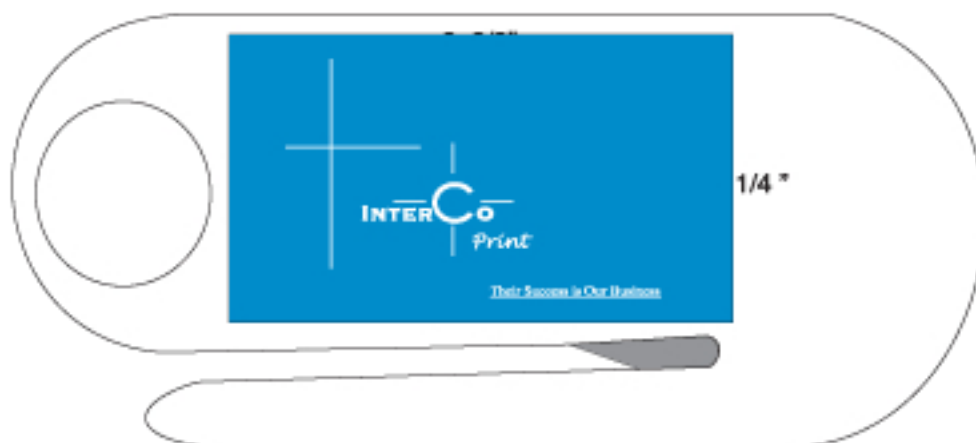 1/4 "
INTERCO
Print
Their Success is Our Business